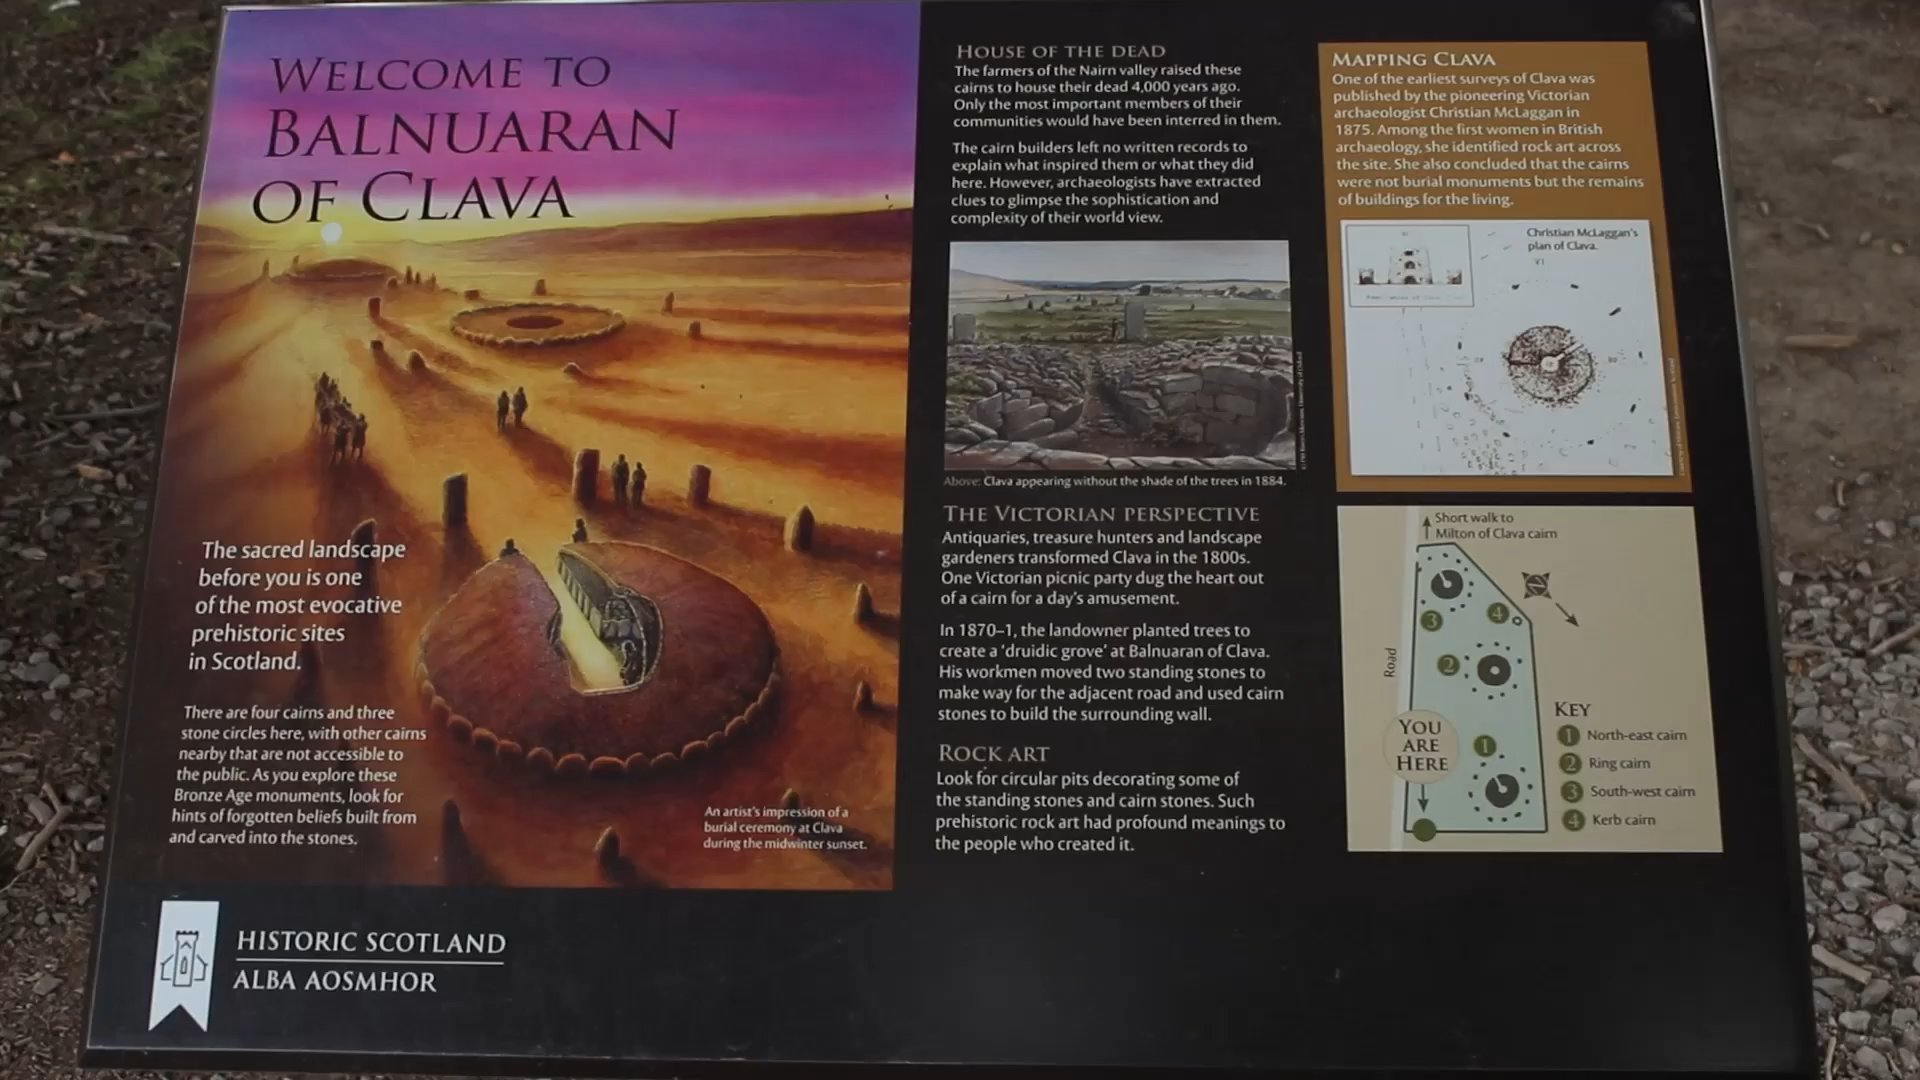 WELCOME TO
BALNUARAN
OF CLAVA
The sacred landscape
before you is one
of the most evocative
prehistoric sites
in Scotland.
There are four cairns and three
stone circles here, with other cairns
nearby that are not accessible to
the public. As you explore these
Bronze Age monuments, look for
hints of forgotten beliefs built from
and carved into the stones.
An artist's impression of a
burial ceremony at Clava
during the midwinter sunset.
HISTORIC SCOTLAND
ALBA AOSMHOR
HOUSE OF THE DEAD
The farmers of the Nairn valley raised these
cairns to house their dead 4,000 years ago.
Only the most important members of their
communities would have been interred in them.
The cairn builders left no written records to
explain what inspired them or what they did
here. However, archaeologists have extracted
clues to glimpse the sophistication and
complexity of their world view.
Above: Clava appearing without the shade of the trees in 1884.
THE VICTORIAN PERSPECTIVE
Antiquaries, treasure hunters and landscape
gardeners transformed Clava in the 1800s.
One Victorian picnic party dug the heart out
of a cairn for a day's amusement.
In 1870–1, the landowner planted trees to
create a 'druidic grove' at Balnuaran of Clava.
His workmen moved two standing stones to
make way for the adjacent road and used cairn
stones to build the surrounding wall.
ROCK ART
Look for circular pits decorating some of
the standing stones and cairn stones. Such
prehistoric rock art had profound meanings to
the people who created it.
MAPPING CLAVA
One of the earliest surveys of Clava was
published by the pioneering Victorian
archaeologist Christian McLaggan in
1875. Among the first women in British
archaeology, she identified rock art across
the site. She also concluded that the cairns
were not burial monuments but the remains
of buildings for the living.
Christian McLaggan's
plan of Clava.
Short walk to
Milton of Clava cairn
3
4
2
Road
1
YOU
ARE
HERE
KEY
1 North-east cairn
2 Ring cairn
3 South-west cairn
4 Kerb cairn